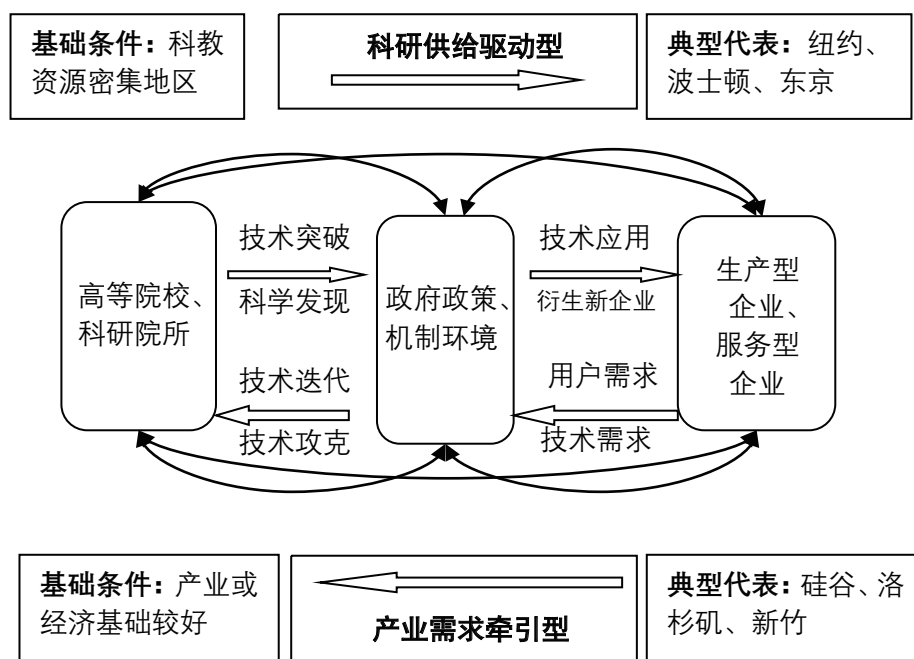 基础条件：科教
资源密集地区
科研供给驱动型
典型代表：纽约、
波士顿、东京
高等院校、
科研院所
技术突破
科学发现
技术迭代
技术攻克
政府政策、
机制环境
技术应用
衍生新企业
用户需求
技术需求
生产型
企业、
服务型
企业
基础条件：产业或
经济基础较好
产业需求牵引型
典型代表：硅谷、洛
杉矶、新竹